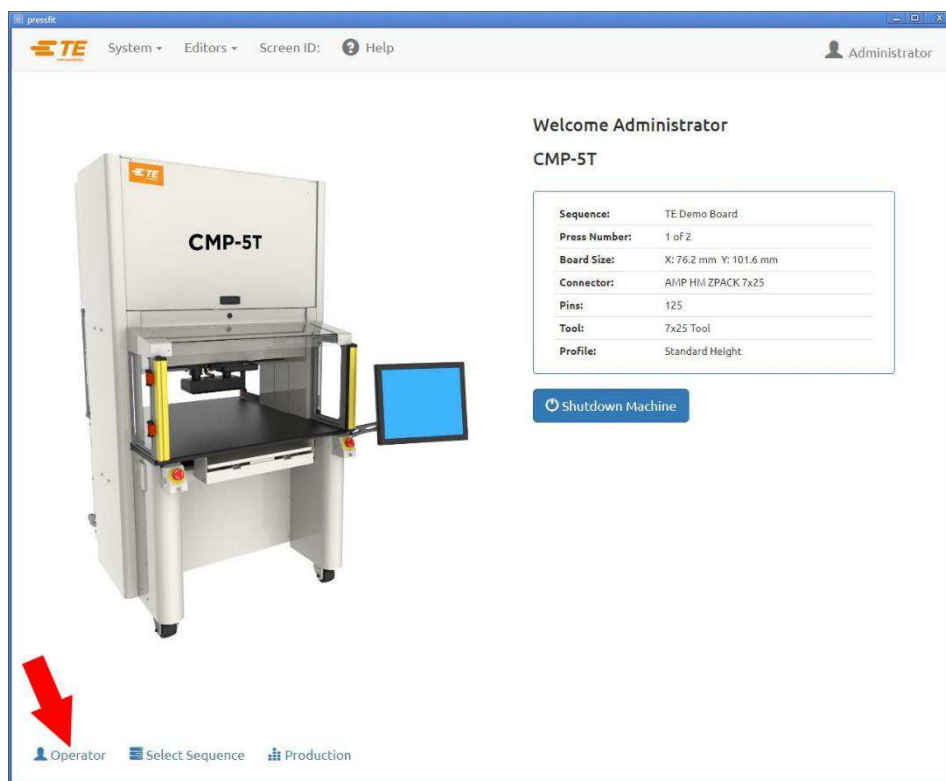 pressfit
TE
connectivity
System
Editors
Screen ID:
Help
Administrator
Welcome Administrator
CMP-5T
TE
CMP-5T
Sequence: TE Demo Board
Press Number: 1 of 2
Board Size: X: 76.2 mm Y: 101.6 mm
Connector: AMP HM ZPACK 7x25
Pins: 125
Tool: 7x25 Tool
Profile: Standard Height
Shutdown Machine
Operator
Select Sequence
Production